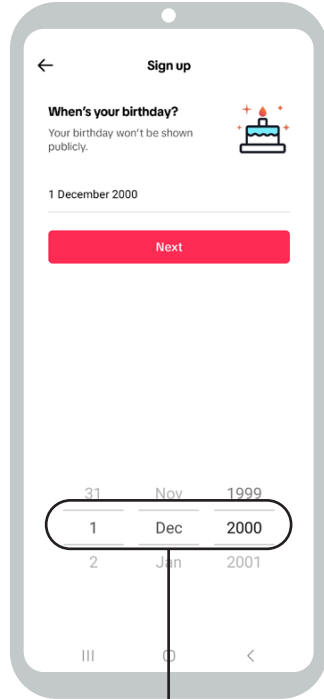 Sign up
When's your birthday?
Your birthday won't be shown
publicly.
1 December 2000
Next
31 Nov 1999
1 Dec 2000
2 Jan 2001